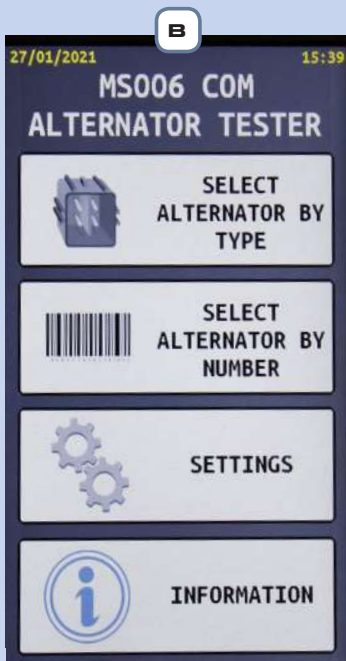 B
27/01/2021 15:39
MS006 COM
ALTERNATOR TESTER
SELECT
ALTERNATOR BY
TYPE
SELECT
ALTERNATOR BY
NUMBER
SETTINGS
INFORMATION